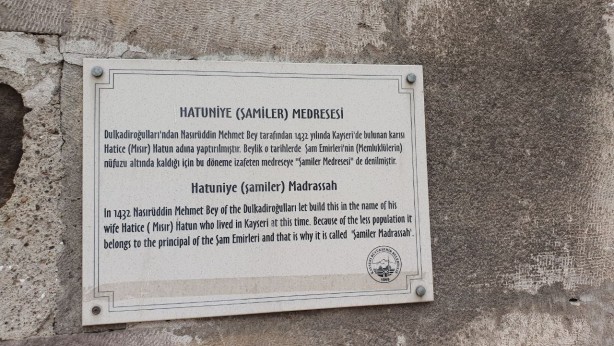 HATUNİYE (ŞAMİLER) MEDRESESİ
Dulkadiroğulları'ndan Nasırüddin Mehmet Bey tarafından 1432 yılında Kayseri'de bulunan karısı
Hatice (Mısır) Hatun adına yaptırılmıştır. Beylik o tarihlerde Şam Emirleri'nin (Memluklülerin)
nüfuzu altında kaldığı için bu döneme izafeten medreseye "Şamiler Medresesi" de denilmiştir.
Hatuniye (şamiler) Madrassah
In 1432 Nasırüddin Mehmet Bey of the Dulkadiroğulları let build this in the name of his
wife Hatice ( Mısır) Hatun who lived in Kayseri at this time. Because of the less population it
belongs to the principal of the Şam Emirleri and that is why it is called 'Şamiler Madrassah'.